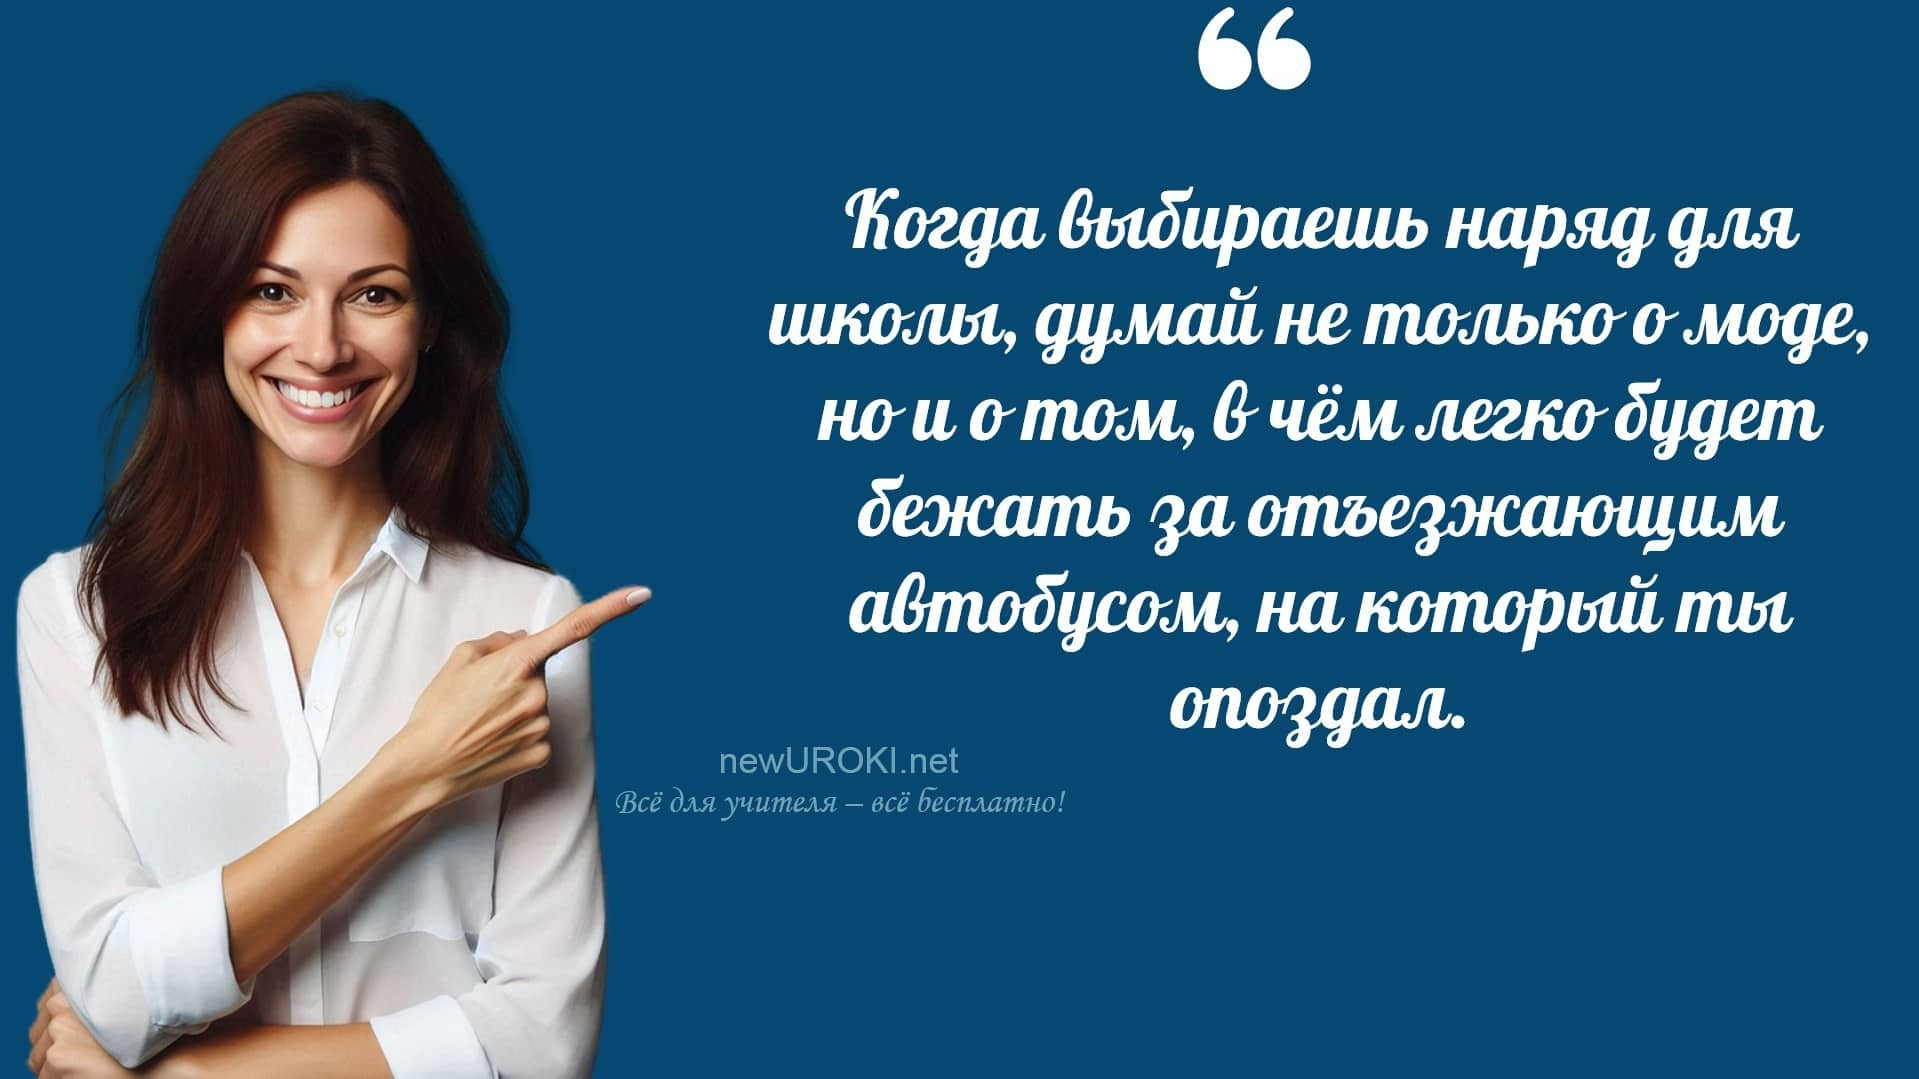 “
Когда выбираешь наряд для
школы, думай не только о моде,
но и о том, в чём легко будет
бежать за отъезжающим
автобусом, на который ты
опоздал.
newUROKI.net
Всё для учителя – всё бесплатно!